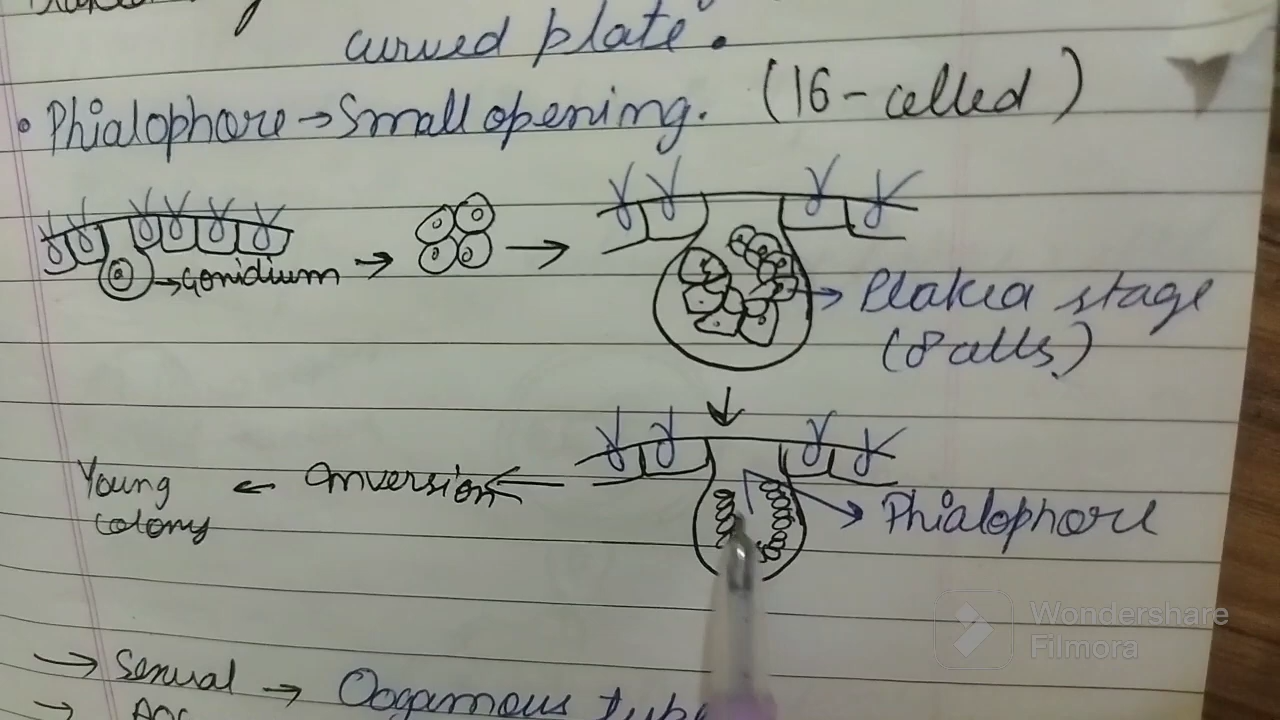 curved plate.
• Phialophore → Small opening. (16-celled)
→ Gonidium →
→ Plakea stage
(8 cells)
Young ← Inversion ←
colony
→ Phialophore
→ Sexual → Oogamous
Wondershare
Filmora